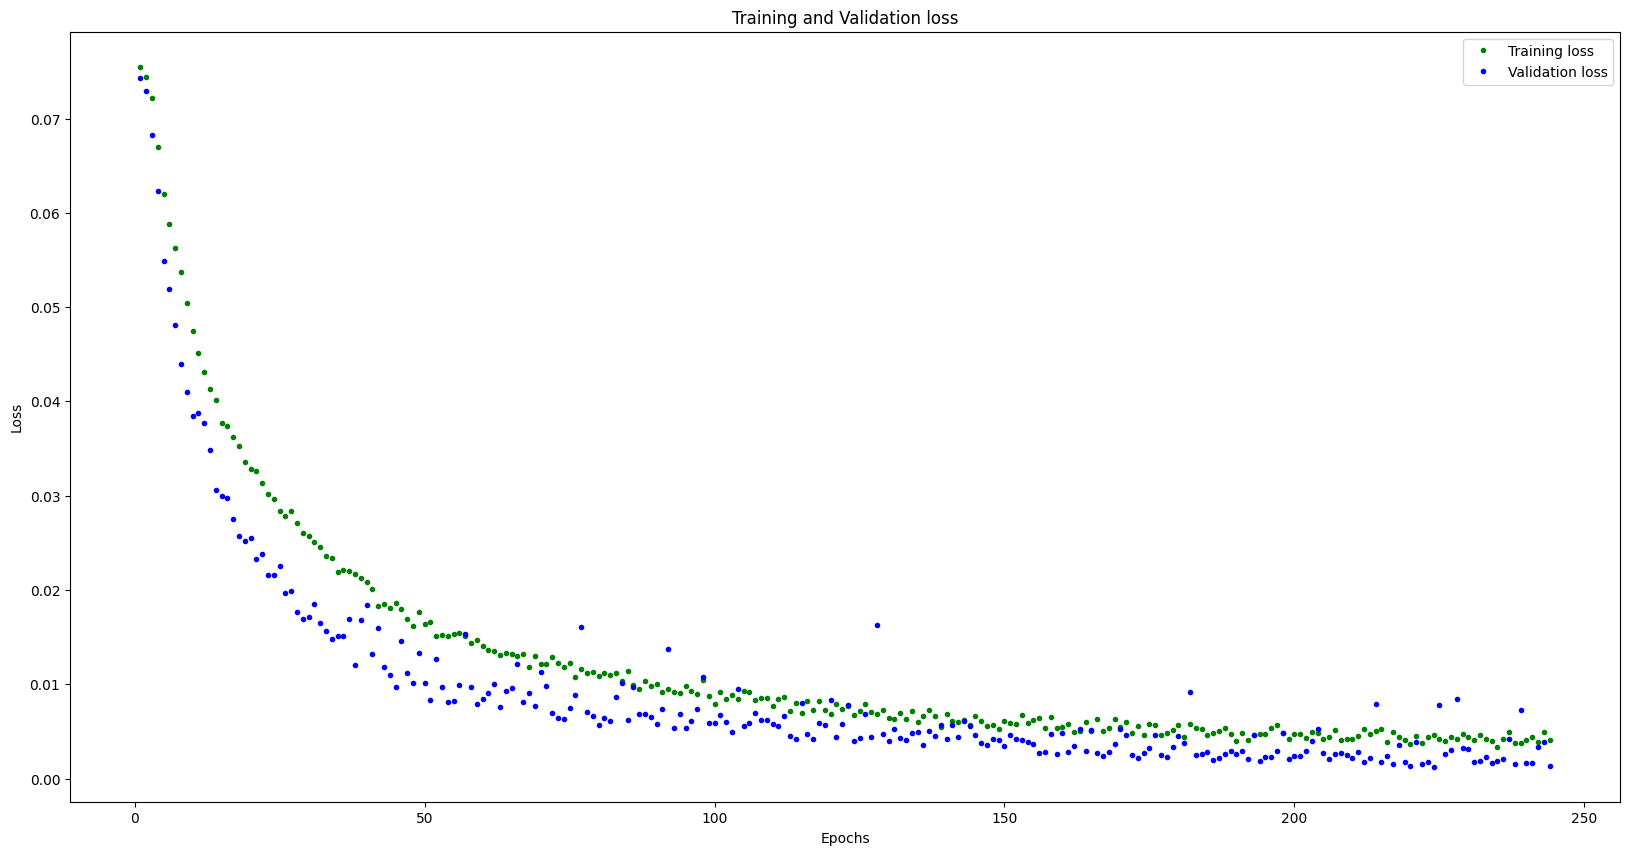 Training and Validation loss
Training loss
Validation loss
0.07
0.06
0.05
0.04
0.03
0.02
0.01
0.00
Loss
0
50
100
150
200
250
Epochs